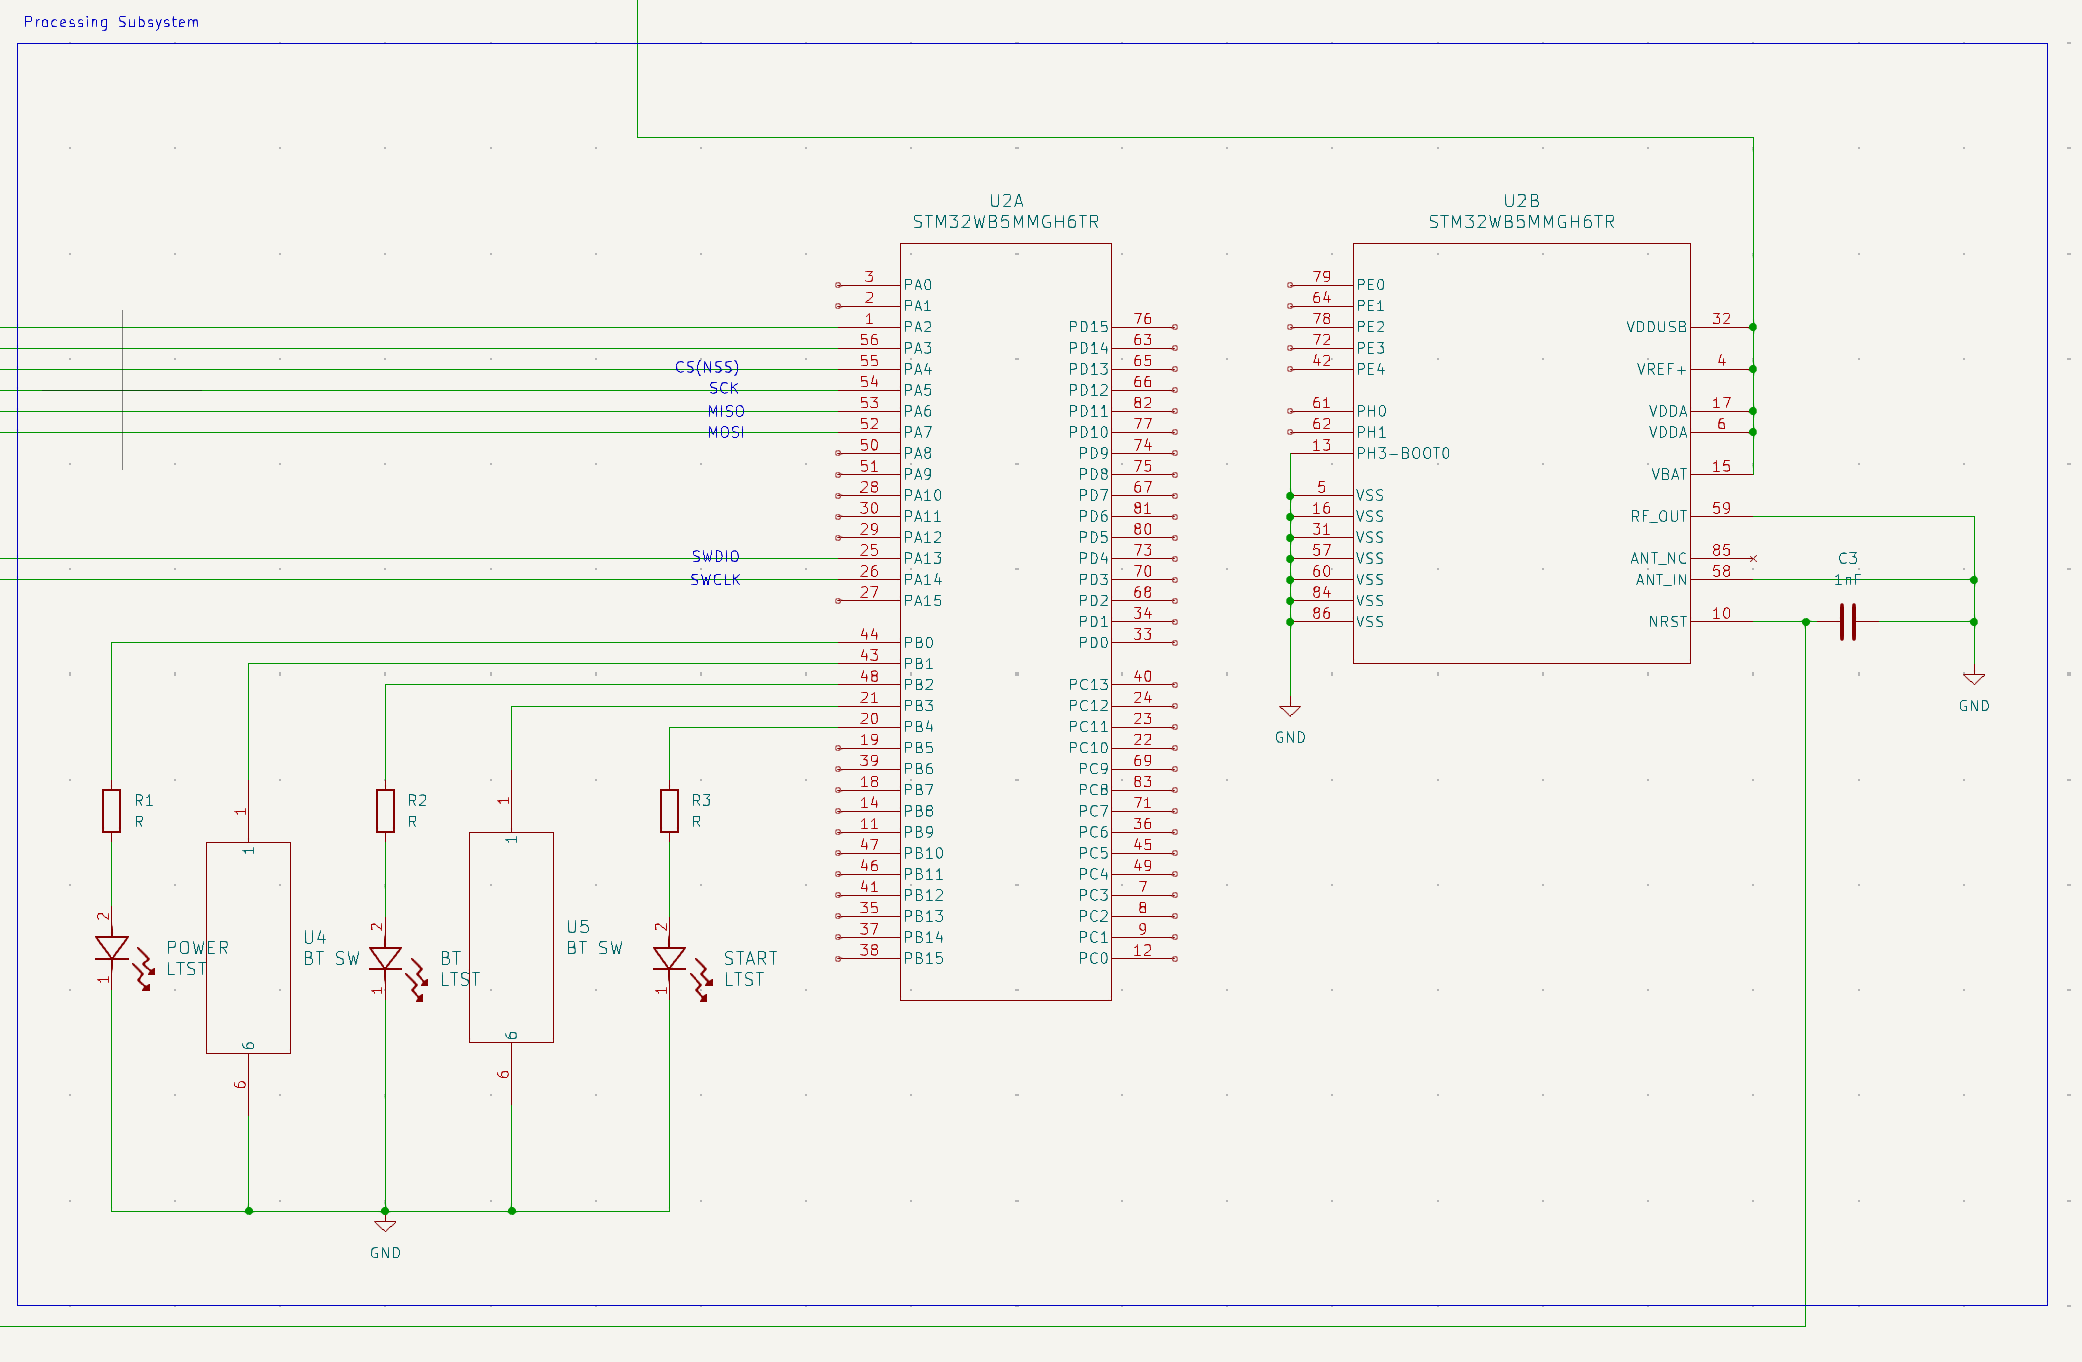 Processing Subsystem
U2A
STM32WB5MMGH6TR
3 PA0
2 PA1
1 PA2
56 PA3
CS(NSS) 55 PA4
SCK 54 PA5
MISO 53 PA6
MOSI 52 PA7
50 PA8
51 PA9
28 PA10
30 PA11
29 PA12
SWDIO 25 PA13
SWCLK 26 PA14
27 PA15
44 PB0
43 PB1
48 PB2
21 PB3
20 PB4
19 PB5
39 PB6
18 PB7
14 PB8
11 PB9
47 PB10
46 PB11
41 PB12
35 PB13
37 PB14
38 PB15
PD15 76
PD14 63
PD13 65
PD12 66
PD11 82
PD10 77
PD9 74
PD8 75
PD7 67
PD6 81
PD5 80
PD4 73
PD3 70
PD2 68
PD1 34
PD0 33
PC13 40
PC12 24
PC11 23
PC10 22
PC9 69
PC8 83
PC7 71
PC6 36
PC5 45
PC4 49
PC3 7
PC2 8
PC1 9
PC0 12
U2B
STM32WB5MMGH6TR
79 PE0
64 PE1
78 PE2
72 PE3
42 PE4
61 PH0
62 PH1
13 PH3-BOOT0
5 VSS
16 VSS
31 VSS
57 VSS
60 VSS
84 VSS
86 VSS
GND
VDDUSB 32
VREF+ 4
VDDA 17
VDDA 6
VBAT 15
RF_OUT 59
ANT_NC 85
ANT_IN 58
NRST 10
C3
1nF
GND
R1
R
2
1
POWER
LTST
1
1
6
6
U4
BT SW
R2
R
2
1
BT
LTST
1
1
6
6
U5
BT SW
R3
R
2
1
START
LTST
GND